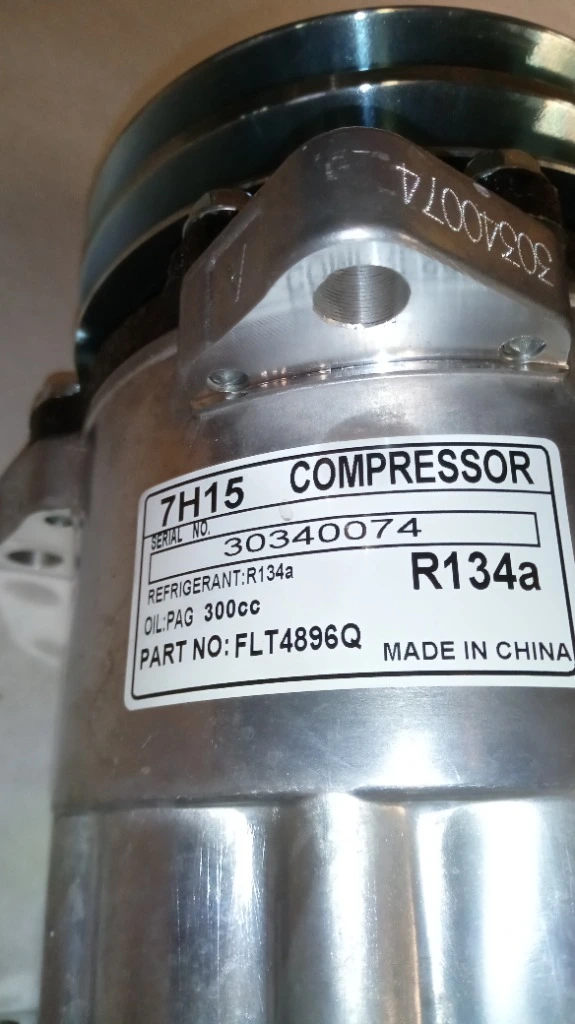 30340074
7H15 COMPRESSOR
SERIAL NO.
30340074
REFRIGERANT:R134a
R134a
OIL:PAG 300cc
PART NO: FLT4896Q
MADE IN CHINA